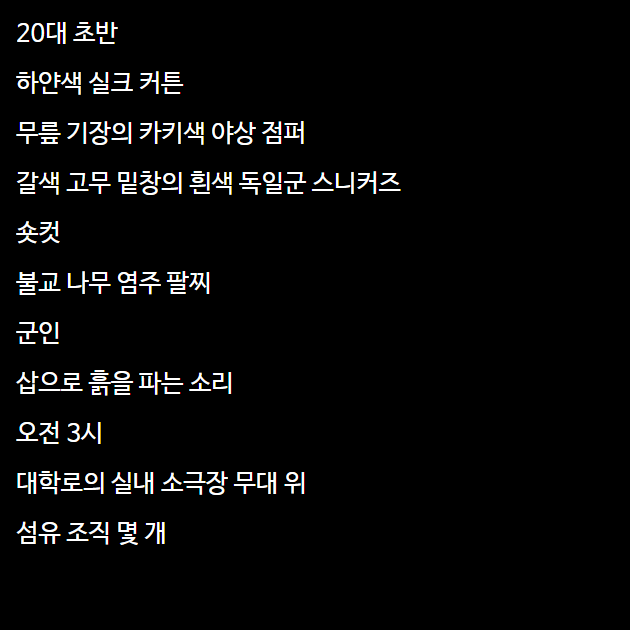 20대 초반
하얀색 실크 커튼
무릎 기장의 카키색 야상 점퍼
갈색 고무 밑창의 흰색 독일군 스니커즈
숏컷
불교 나무 염주 팔찌
군인
삽으로 흙을 파는 소리
오전 3시
대학로의 실내 소극장 무대 위
섬유 조직 몇 개